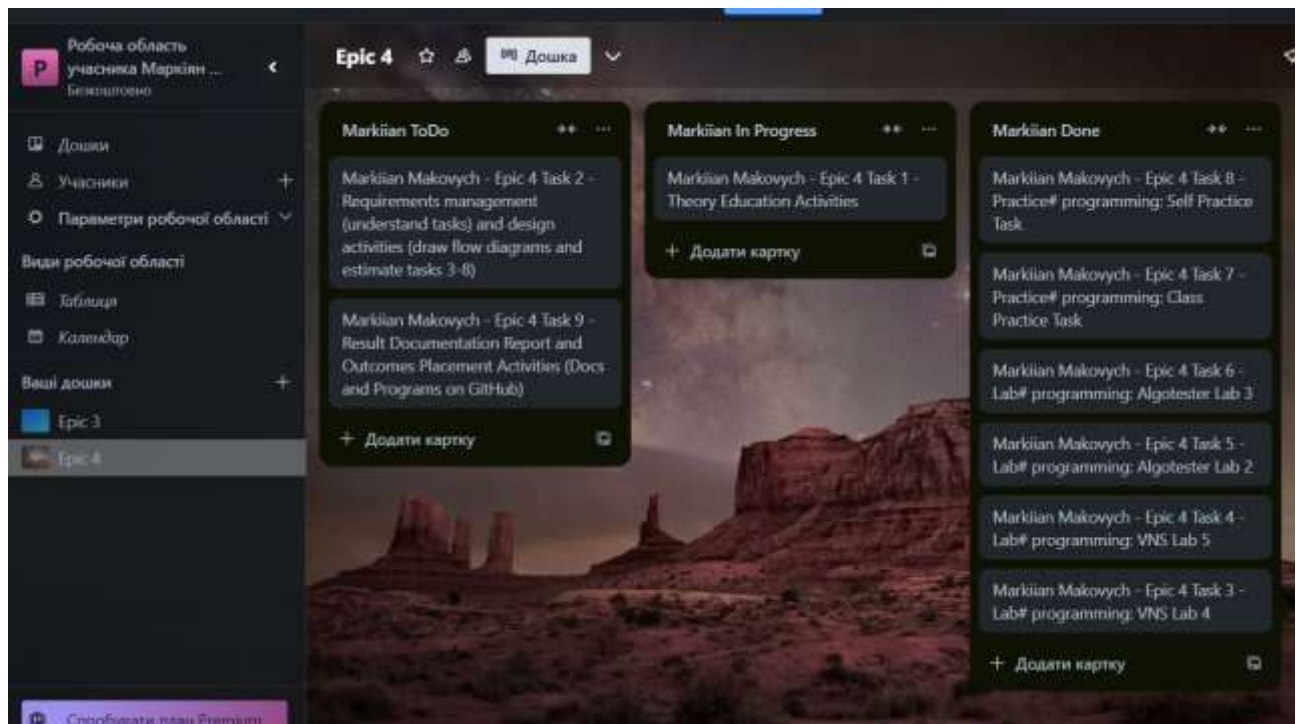 P
Робоча область
учасника Маркіян ...
Безкоштовно
Дошки
Учасники
Параметри робочої області
Види робочої області
Таблиця
Календар
Ваші дошки
Epic 3
Epic 4
Спробувати план Premium
Epic 4
Дошка
Markiian ToDo
Markiian Makovych - Epic 4 Task 2 -
Requirements management
(understand tasks) and design
activities (draw flow diagrams and
estimate tasks 3-8)
Markiian Makovych - Epic 4 Task 9 -
Result Documentation Report and
Outcomes Placement Activities (Docs
and Programs on GitHub)
+ Додати картку
Markiian In Progress
Markiian Makovych - Epic 4 Task 1 -
Theory Education Activities
+ Додати картку
Markiian Done
Markiian Makovych - Epic 4 Task 8 -
Practice# programming: Self Practice
Task
Markiian Makovych - Epic 4 Task 7 -
Practice# programming: Class
Practice Task
Markiian Makovych - Epic 4 Task 6 -
Lab# programming: Algotester Lab 3
Markiian Makovych - Epic 4 Task 5 -
Lab# programming: Algotester Lab 2
Markiian Makovych - Epic 4 Task 4 -
Lab# programming: VNS Lab 5
Markiian Makovych - Epic 4 Task 3 -
Lab# programming: VNS Lab 4
+ Додати картку